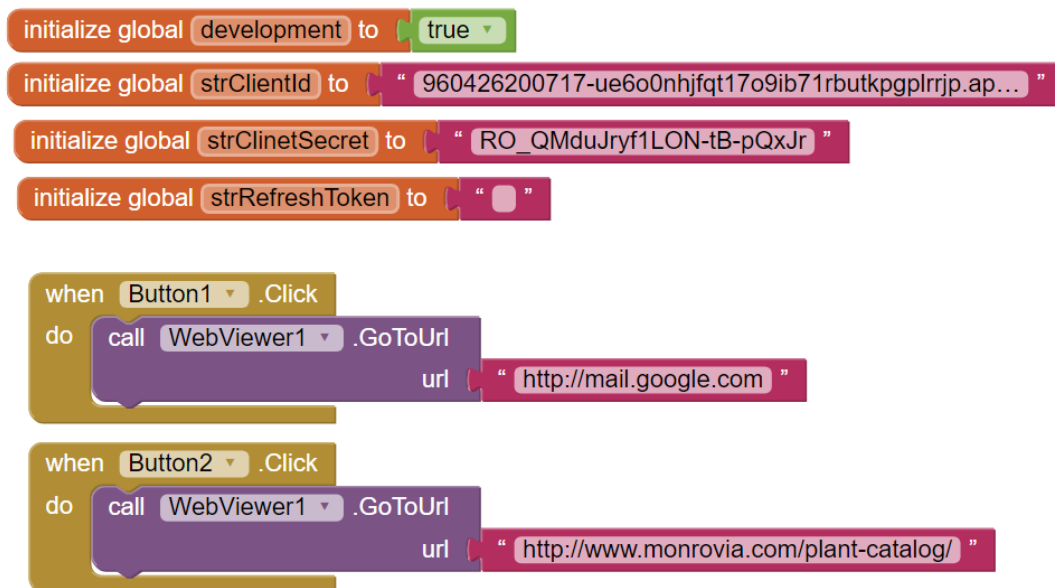 initialize global development to true
initialize global strClientId to " 960426200717-ue6o0nhjfqt17o9ib71rbutkpgplrrjp.ap... "
initialize global strClinetSecret to " RO_QMduJryf1LON-tB-pQxJr "
initialize global strRefreshToken to " "
when Button1 .Click
do call WebViewer1 .GoToUrl
url " http://mail.google.com "
when Button2 .Click
do call WebViewer1 .GoToUrl
url " http://www.monrovia.com/plant-catalog/ "